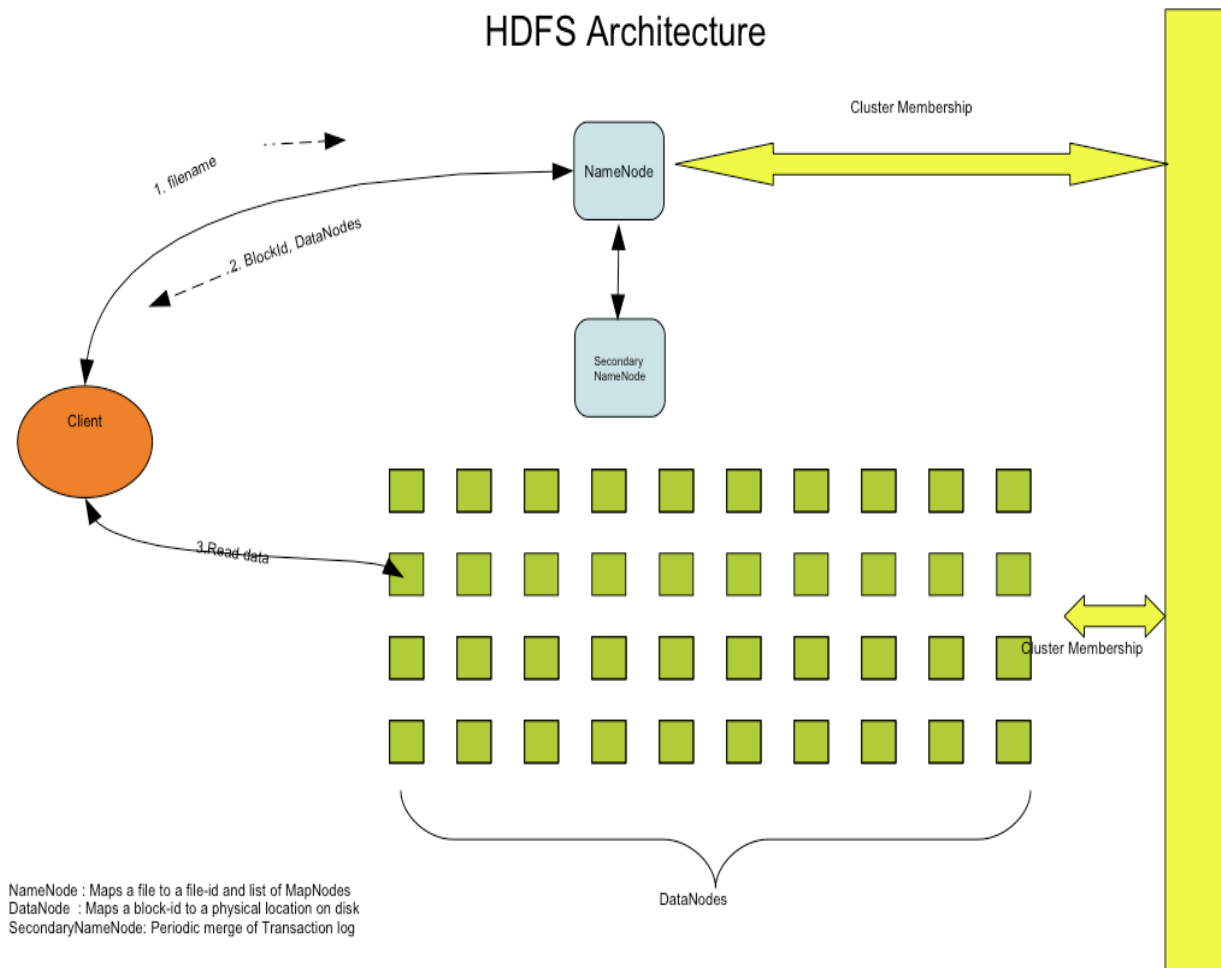 HDFS Architecture
Cluster Membership
1. filename
NameNode
2. BlockId, DataNodes
Secondary
NameNode
Client
3.Read data
Cluster Membership
DataNodes
NameNode : Maps a file to a file-id and list of MapNodes
DataNode : Maps a block-id to a physical location on disk
SecondaryNameNode: Periodic merge of Transaction log